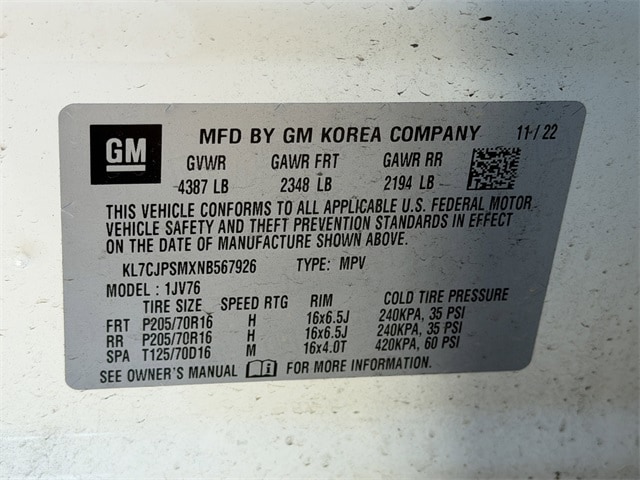 GM MFD BY GM KOREA COMPANY 11/22
GVWR GAWR FRT GAWR RR
4387 LB 2348 LB 2194 LB
THIS VEHICLE CONFORMS TO ALL APPLICABLE U.S. FEDERAL MOTOR
VEHICLE SAFETY AND THEFT PREVENTION STANDARDS IN EFFECT
ON THE DATE OF MANUFACTURE SHOWN ABOVE.
KL7CJPSMXNB567926 TYPE: MPV
MODEL : 1JV76
TIRE SIZE SPEED RTG RIM COLD TIRE PRESSURE
FRT P205/70R16 H 16x6.5J 240KPA, 35 PSI
RR P205/70R16 H 16x6.5J 240KPA, 35 PSI
SPA T125/70D16 M 16x4.0T 420KPA, 60 PSI
SEE OWNER'S MANUAL FOR MORE INFORMATION.